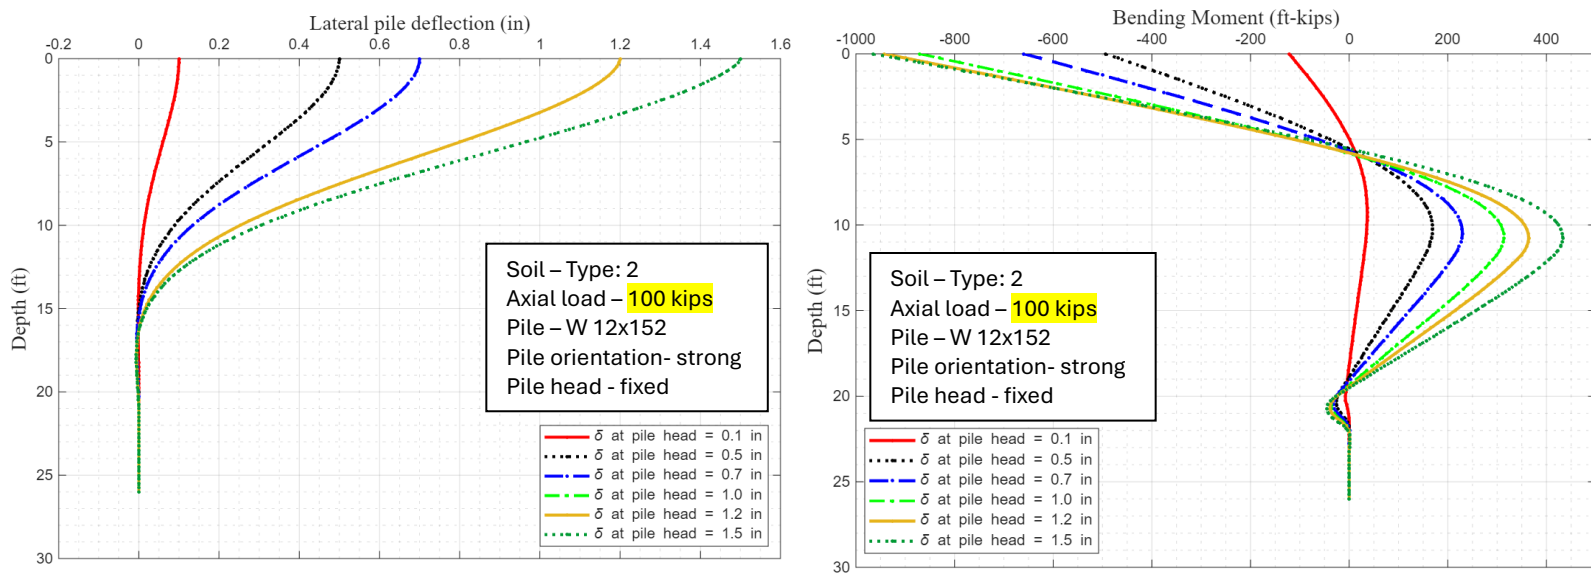 Lateral pile deflection (in)
-0.2 0 0.2 0.4 0.6 0.8 1 1.2 1.4 1.6
0
5
10
15
20
25
30
Depth (ft)
Soil – Type: 2
Axial load – 100 kips
Pile – W 12x152
Pile orientation- strong
Pile head - fixed
δ at pile head = 0.1 in
δ at pile head = 0.5 in
δ at pile head = 0.7 in
δ at pile head = 1.0 in
δ at pile head = 1.2 in
δ at pile head = 1.5 in
Bending Moment (ft-kips)
-1000 -800 -600 -400 -200 0 200 400
0
5
10
15
20
25
30
Depth (ft)
Soil – Type: 2
Axial load – 100 kips
Pile – W 12x152
Pile orientation- strong
Pile head - fixed
δ at pile head = 0.1 in
δ at pile head = 0.5 in
δ at pile head = 0.7 in
δ at pile head = 1.0 in
δ at pile head = 1.2 in
δ at pile head = 1.5 in